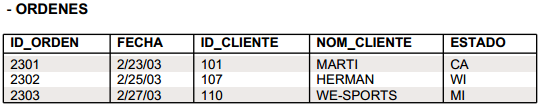 - ORDENES
ID_ORDEN FECHA ID_CLIENTE NOM_CLIENTE ESTADO
2301 2/23/03 101 MARTI CA
2302 2/25/03 107 HERMAN WI
2303 2/27/03 110 WE-SPORTS MI